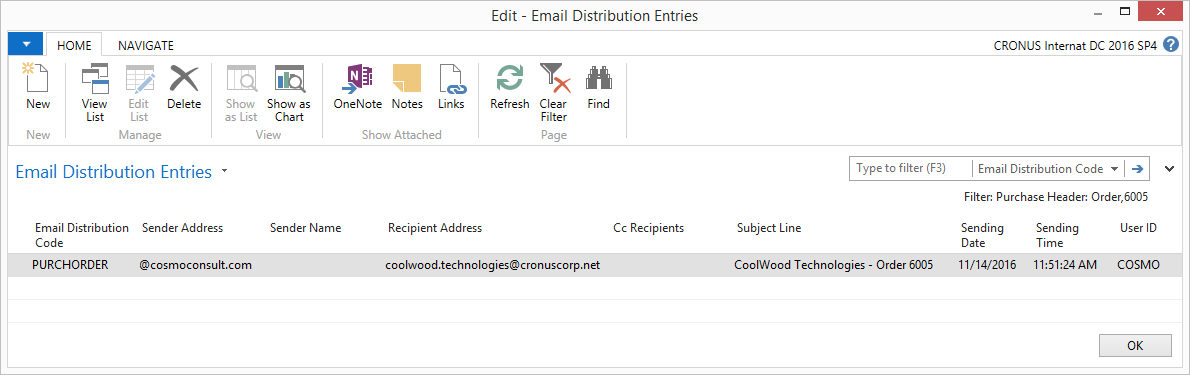 Edit - Email Distribution Entries
HOME NAVIGATE CRONUS Internat DC 2016 SP4 ?
New
View List
Edit List
Delete
Show as List
Show as Chart
OneNote
Notes
Links
Refresh
Clear Filter
Find
New Manage View Show Attached Page
Email Distribution Entries
Type to filter (F3) Email Distribution Code
Filter: Purchase Header: Order,6005
Email Distribution Code Sender Address Sender Name Recipient Address Cc Recipients Subject Line Sending Date Sending Time User ID
PURCHORDER @cosmoconsult.com coolwood.technologies@cronuscorp.net CoolWood Technologies - Order 6005 11/14/2016 11:51:24 AM COSMO
OK